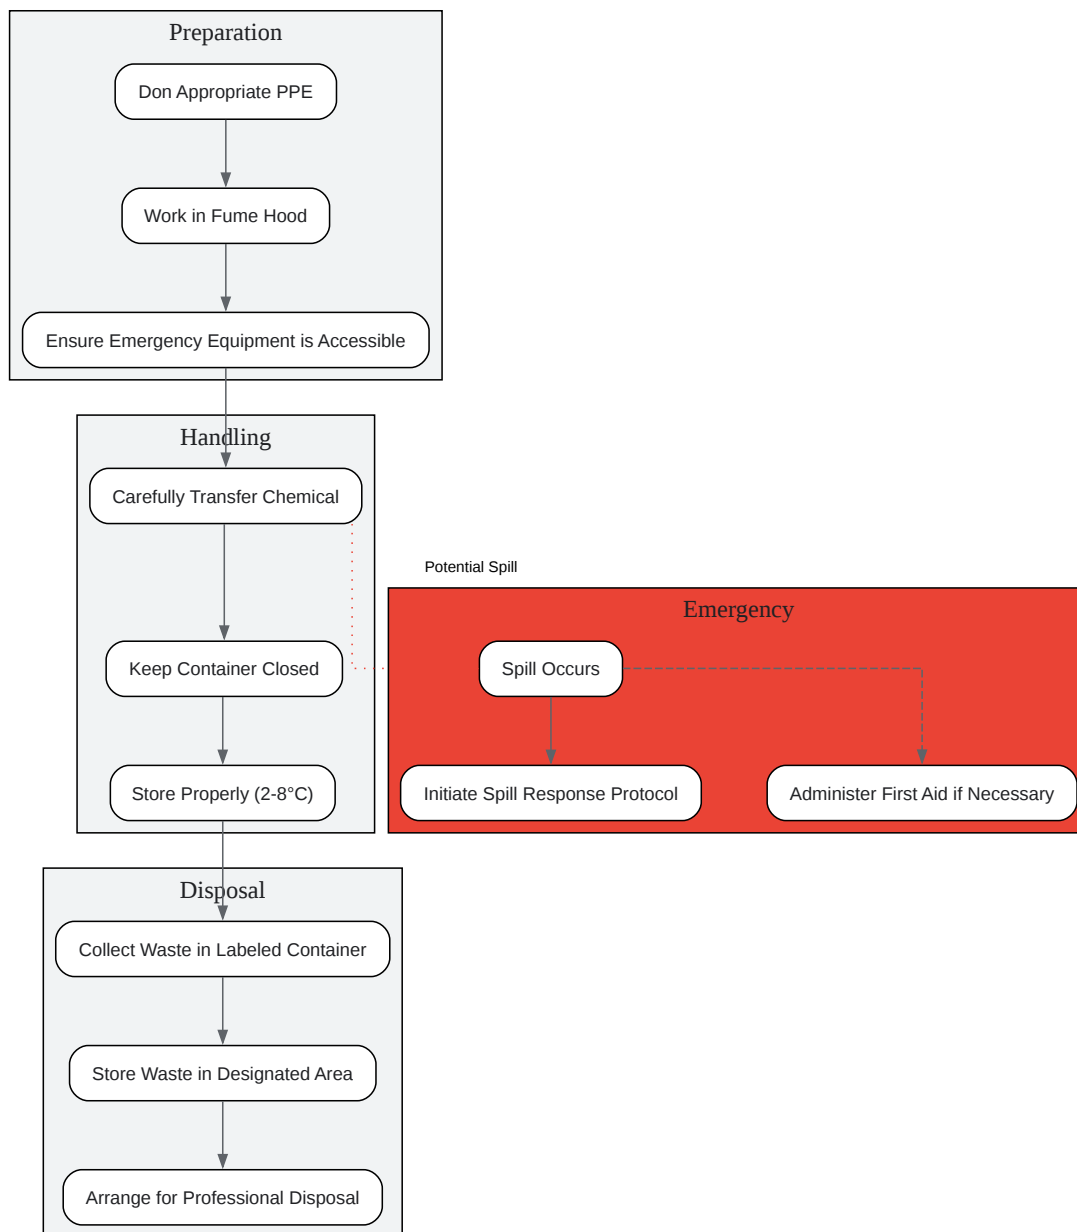 Preparation
Don Appropriate PPE
Work in Fume Hood
Ensure Emergency Equipment is Accessible
Handling
Carefully Transfer Chemical
Keep Container Closed
Store Properly (2-8°C)
Potential Spill
Emergency
Spill Occurs
Initiate Spill Response Protocol
Administer First Aid if Necessary
Disposal
Collect Waste in Labeled Container
Store Waste in Designated Area
Arrange for Professional Disposal